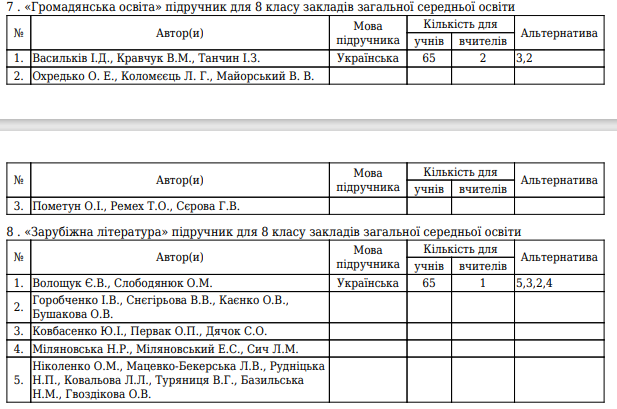 7 . «Громадянська освіта» підручник для 8 класу закладів загальної середньої освіти
№ Автор(и) Мова підручника Кількість для учнів вчителів Альтернатива
1. Васильків І.Д., Кравчук В.М., Танчин І.З. Українська 65 2 3,2
2. Охредько О. Е., Коломєєць Л. Г., Майорський В. В.
№ Автор(и) Мова підручника Кількість для учнів вчителів Альтернатива
3. Пометун О.І., Ремех Т.О., Сєрова Г.В.
8 . «Зарубіжна література» підручник для 8 класу закладів загальної середньої освіти
№ Автор(и) Мова підручника Кількість для учнів вчителів Альтернатива
1. Волощук Є.В., Слободянюк О.М. Українська 65 1 5,3,2,4
2. Горобченко І.В., Снєгірьова В.В., Каєнко О.В.,
Бушакова О.В.
3. Ковбасенко Ю.І., Первак О.П., Дячок С.О.
4. Міляновська Н.Р., Міляновський Е.С., Сич Л.М.
5. Ніколенко О.М., Мацевко-Бекерська Л.В., Рудніцька
Н.П., Ковальова Л.Л., Туряниця В.Г., Базильська
Н.М., Гвоздікова О.В.